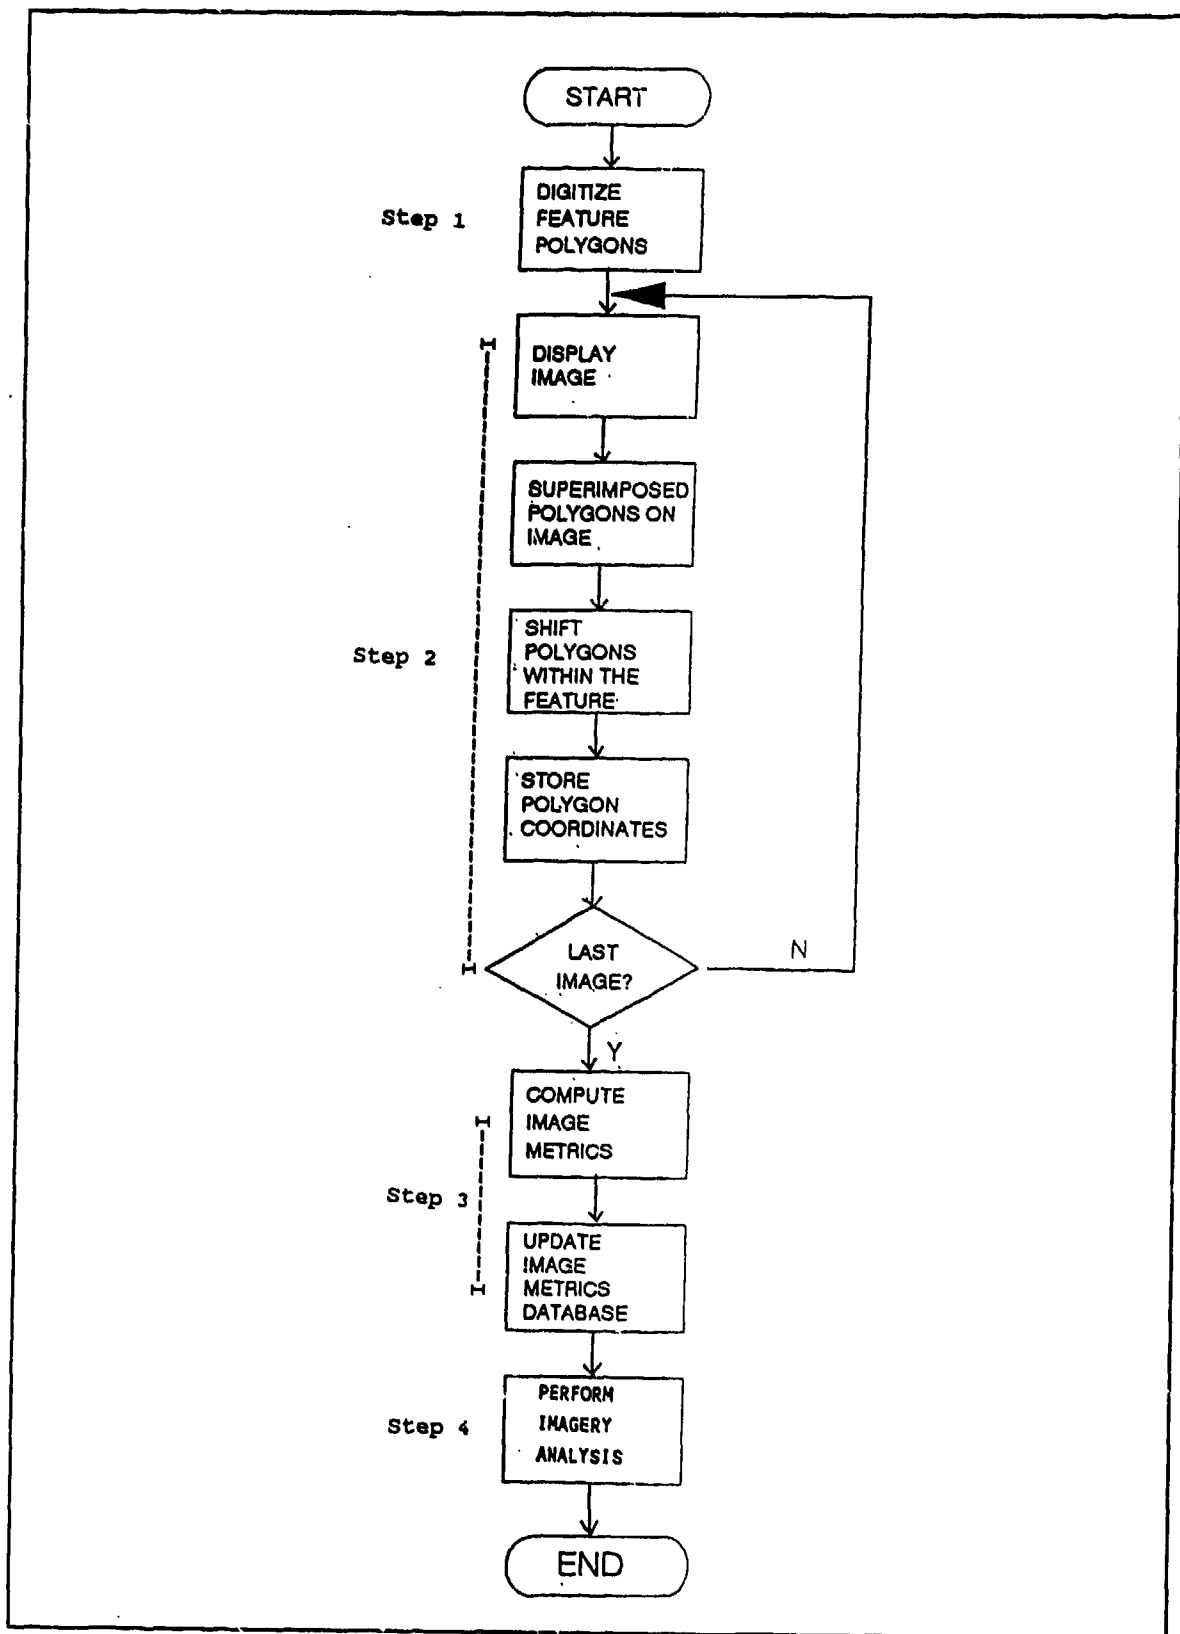 START
Step 1
DIGITIZE
FEATURE
POLYGONS
DISPLAY
IMAGE
SUPERIMPOSED
POLYGONS ON
IMAGE
Step 2
SHIFT
POLYGONS
WITHIN THE
FEATURE
STORE
POLYGON
COORDINATES
LAST
IMAGE?
N
Y
COMPUTE
IMAGE
METRICS
Step 3
UPDATE
IMAGE
METRICS
DATABASE
Step 4
PERFORM
IMAGERY
ANALYSIS
END